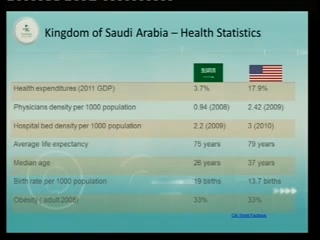 Kingdom of Saudi Arabia – Health Statistics
Health expenditures (2011 GDP) 3.7% 17.9%
Physicians density per 1000 population 0.94 (2008) 2.42 (2009)
Hospital bed density per 1000 population 2.2 (2009) 3 (2010)
Average life expectancy 75 years 79 years
Median age 26 years 37 years
Birth rate per 1000 population 19 births 13.7 births
Obesity ( adult 2008) 33% 33%
CIA World Factbook